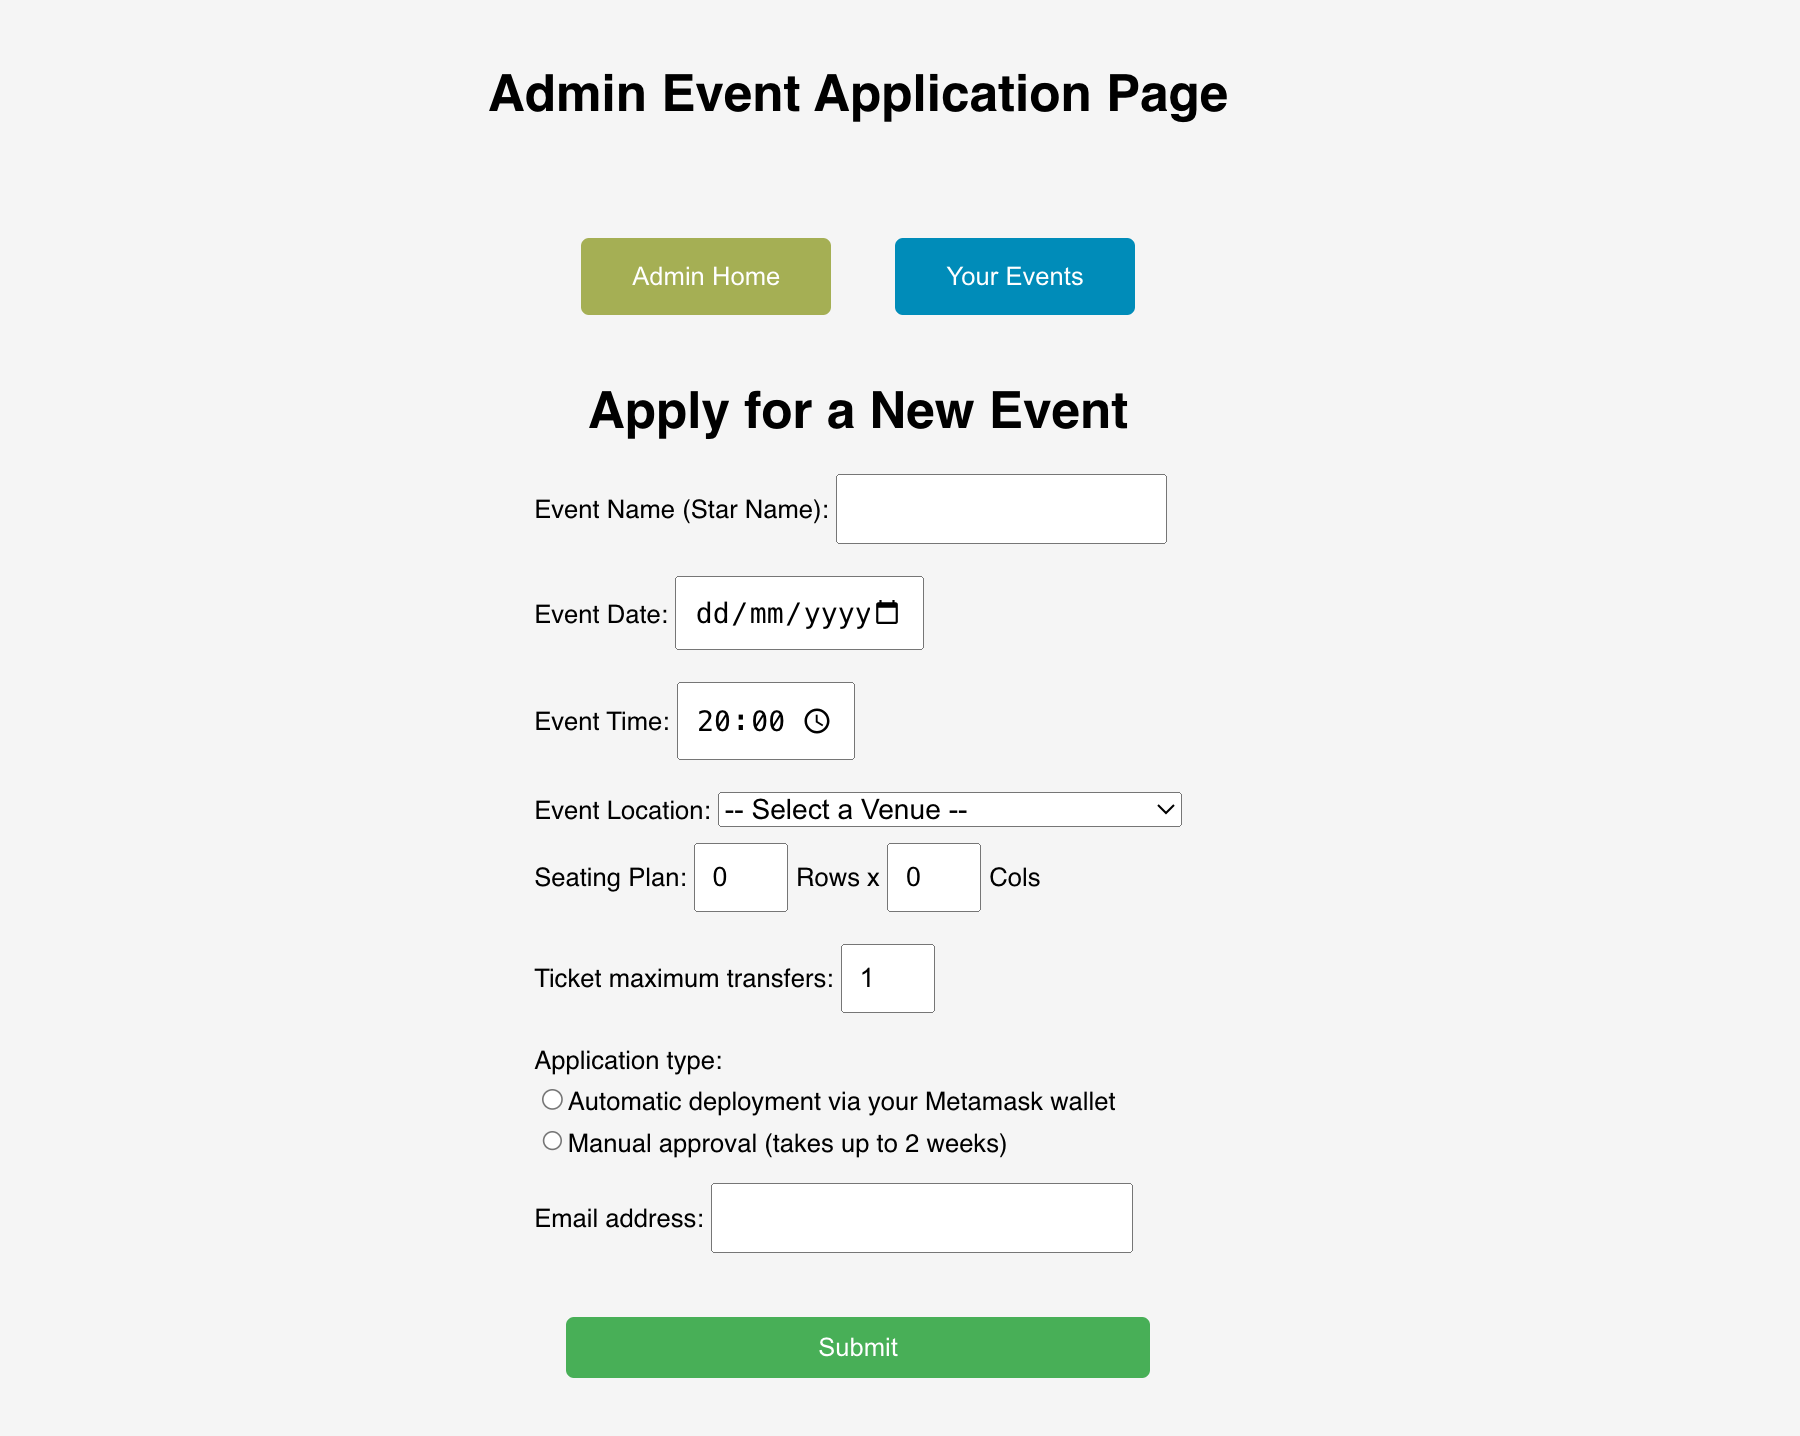 Admin Event Application Page
Admin Home
Your Events
Apply for a New Event
Event Name (Star Name):
Event Date: dd/mm/yyyy
Event Time: 20:00
Event Location: -- Select a Venue --
Seating Plan: 0 Rows x 0 Cols
Ticket maximum transfers: 1
Application type:
Automatic deployment via your Metamask wallet
Manual approval (takes up to 2 weeks)
Email address:
Submit